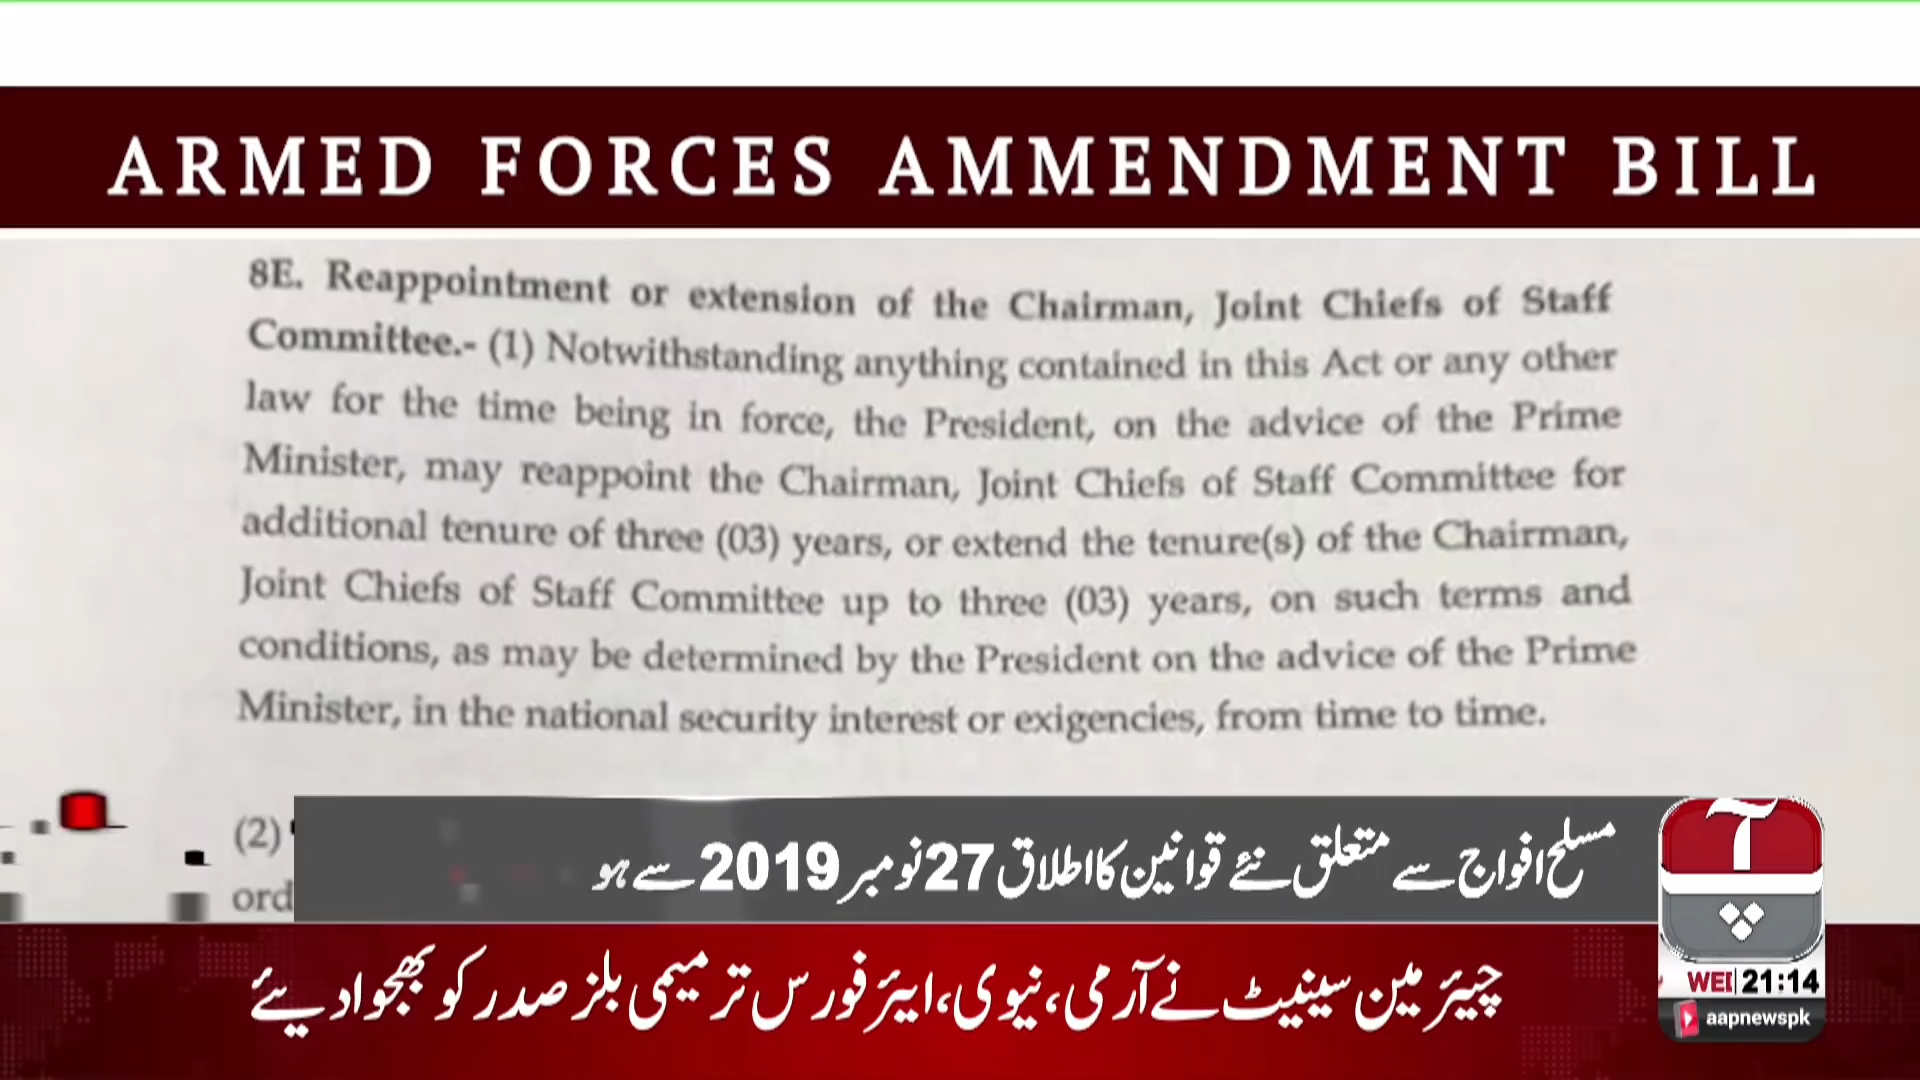 ARMED FORCES AMMENDMENT BILL
8E. Reappointment or extension of the Chairman, Joint Chiefs of Staff
Committee.- (1) Notwithstanding anything contained in this Act or any other
law for the time being in force, the President, on the advice of the Prime
Minister, may reappoint the Chairman, Joint Chiefs of Staff Committee for
additional tenure of three (03) years, or extend the tenure(s) of the Chairman,
Joint Chiefs of Staff Committee up to three (03) years, on such terms and
conditions, as may be determined by the President on the advice of the Prime
Minister, in the national security interest or exigencies, from time to time.
(2)
ord
مسلح افواج سے متعلق نئے قوانین کا اطلاق 27 نومبر 2019 سے ہو
چیئرمین سینیٹ نے آرمی، نیوی، ایئر فورس ترمیمی بلز صدر کو بھجوا دیئے
آپ
WED 21:14
aapnewspk